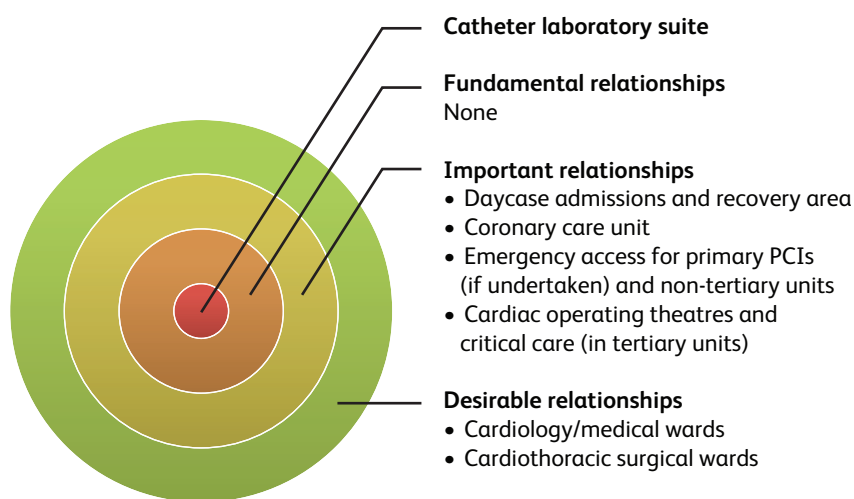 Catheter laboratory suite
Fundamental relationships
None
Important relationships
• Daycase admissions and recovery area
• Coronary care unit
• Emergency access for primary PCIs
(if undertaken) and non-tertiary units
• Cardiac operating theatres and
critical care (in tertiary units)
Desirable relationships
• Cardiology/medical wards
• Cardiothoracic surgical wards